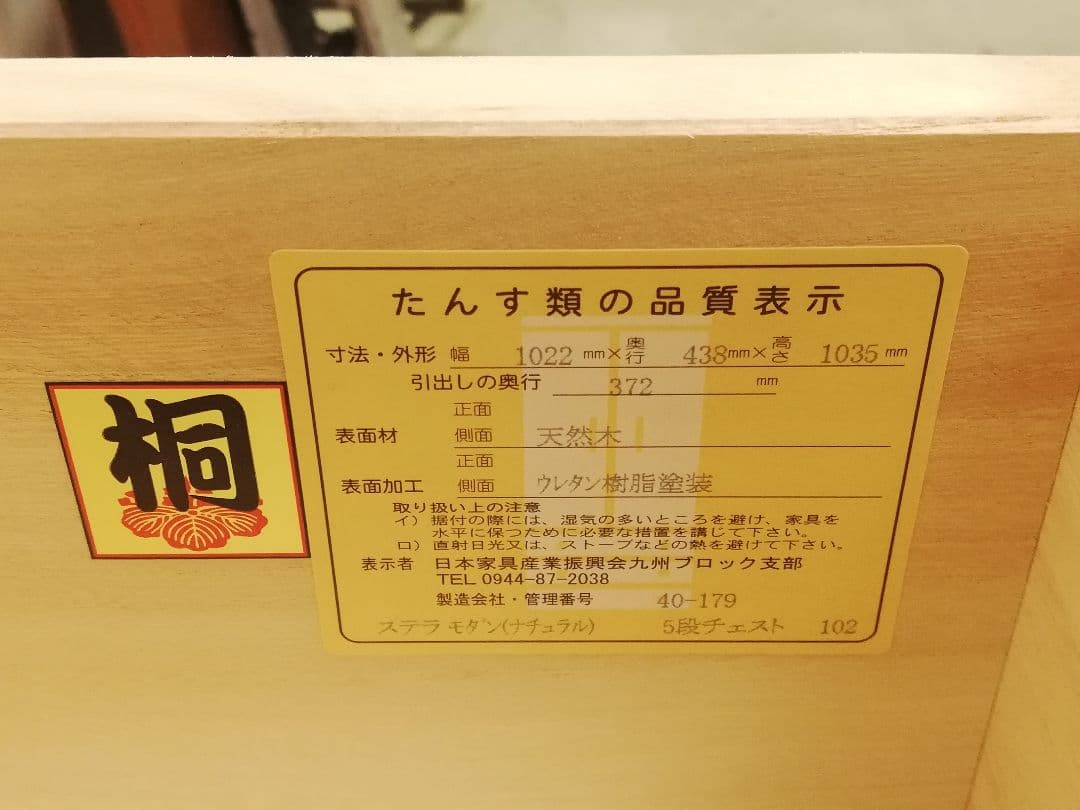 桐
たんす類の品質表示
寸法・外形 幅 1022 mm×奥行 438mm×高さ 1035 mm
引出しの奥行 372 mm
正面
表面材 側面 天然木
正面
表面加工 側面 ウレタン樹脂塗装
取り扱い上の注意
イ）据付の際には、湿気の多いところを避け、家具を
水平に保つために必要な措置を講じて下さい。
ロ）直射日光又は、ストーブなどの熱を避けて下さい。
表示者 日本家具産業振興会九州ブロック支部
TEL 0944-87-2038
製造会社・管理番号 40-179
ステラ モダン(ナチュラル) 5段チェスト 102